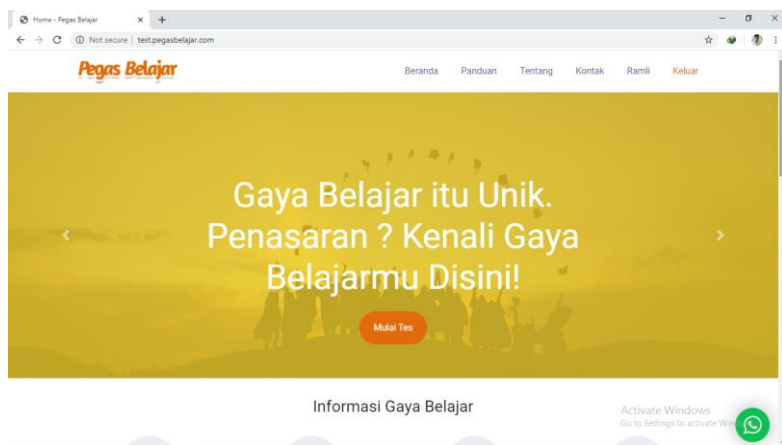 Home - Pegas Belajar
Not secure | test.pegasbelajar.com
Pegas Belajar
Beranda Panduan Tentang Kontak Ramli Keluar
Gaya Belajar itu Unik.
Penasaran ? Kenali Gaya
Belajarmu Disini!
Mulai Tes
Informasi Gaya Belajar
Activate Windows
Go to Settings to activate